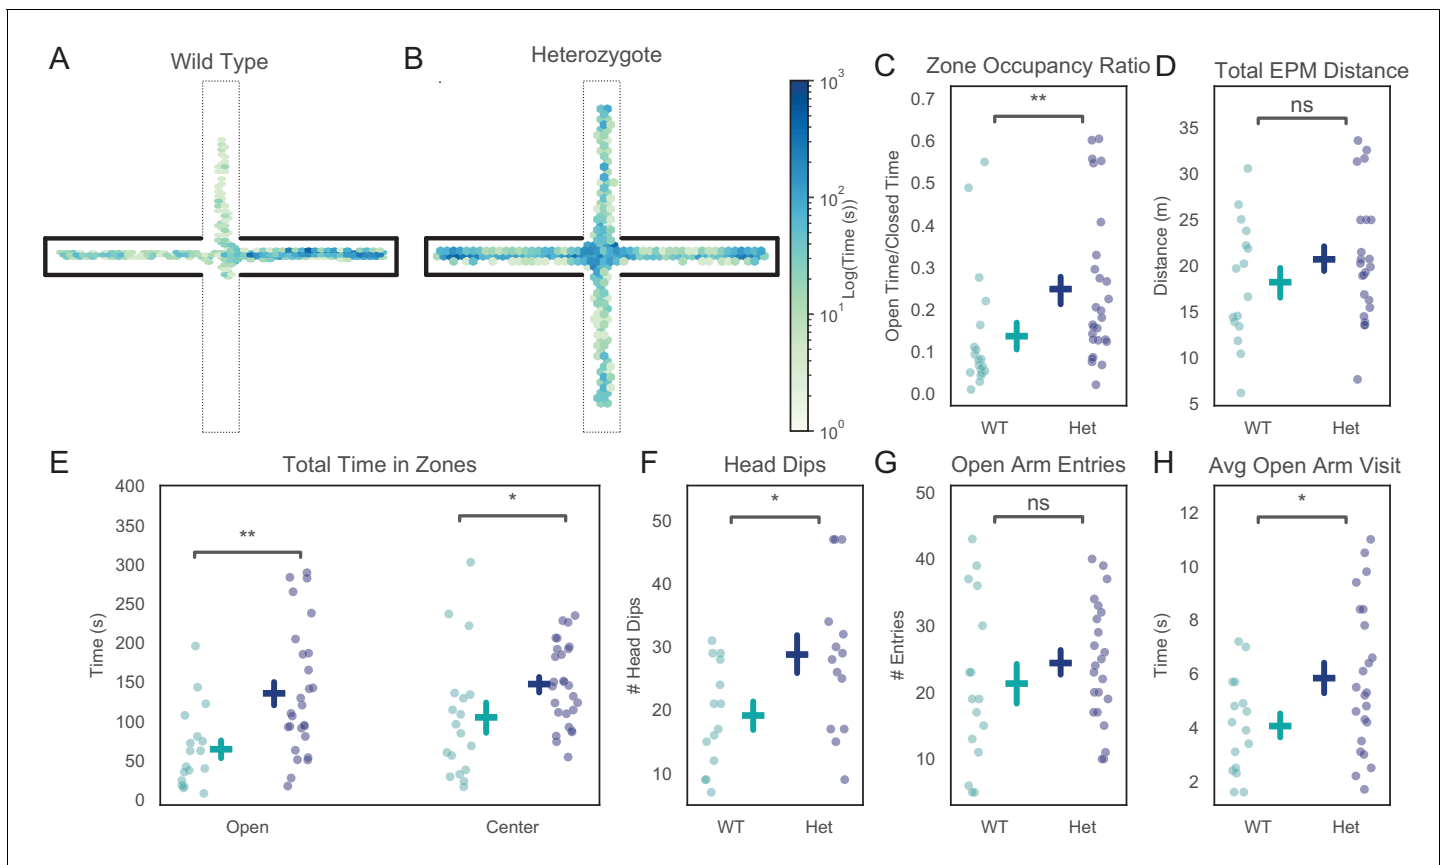 A
Wild Type
B
Heterozygote
10^3
10^2
10^1
10^0
Log(Time (s))
C
Zone Occupancy Ratio
**
0.7
0.6
0.5
0.4
0.3
0.2
0.1
0.0
Open Time/Closed Time
WT
Het
D
Total EPM Distance
ns
35
30
25
20
15
10
5
Distance (m)
WT
Het
E
Total Time in Zones
**
*
400
350
300
250
200
150
100
50
0
Time (s)
Open
Center
F
Head Dips
*
50
40
30
20
10
# Head Dips
WT
Het
G
Open Arm Entries
ns
50
40
30
20
10
# Entries
WT
Het
H
Avg Open Arm Visit
*
12
10
8
6
4
2
Time (s)
WT
Het